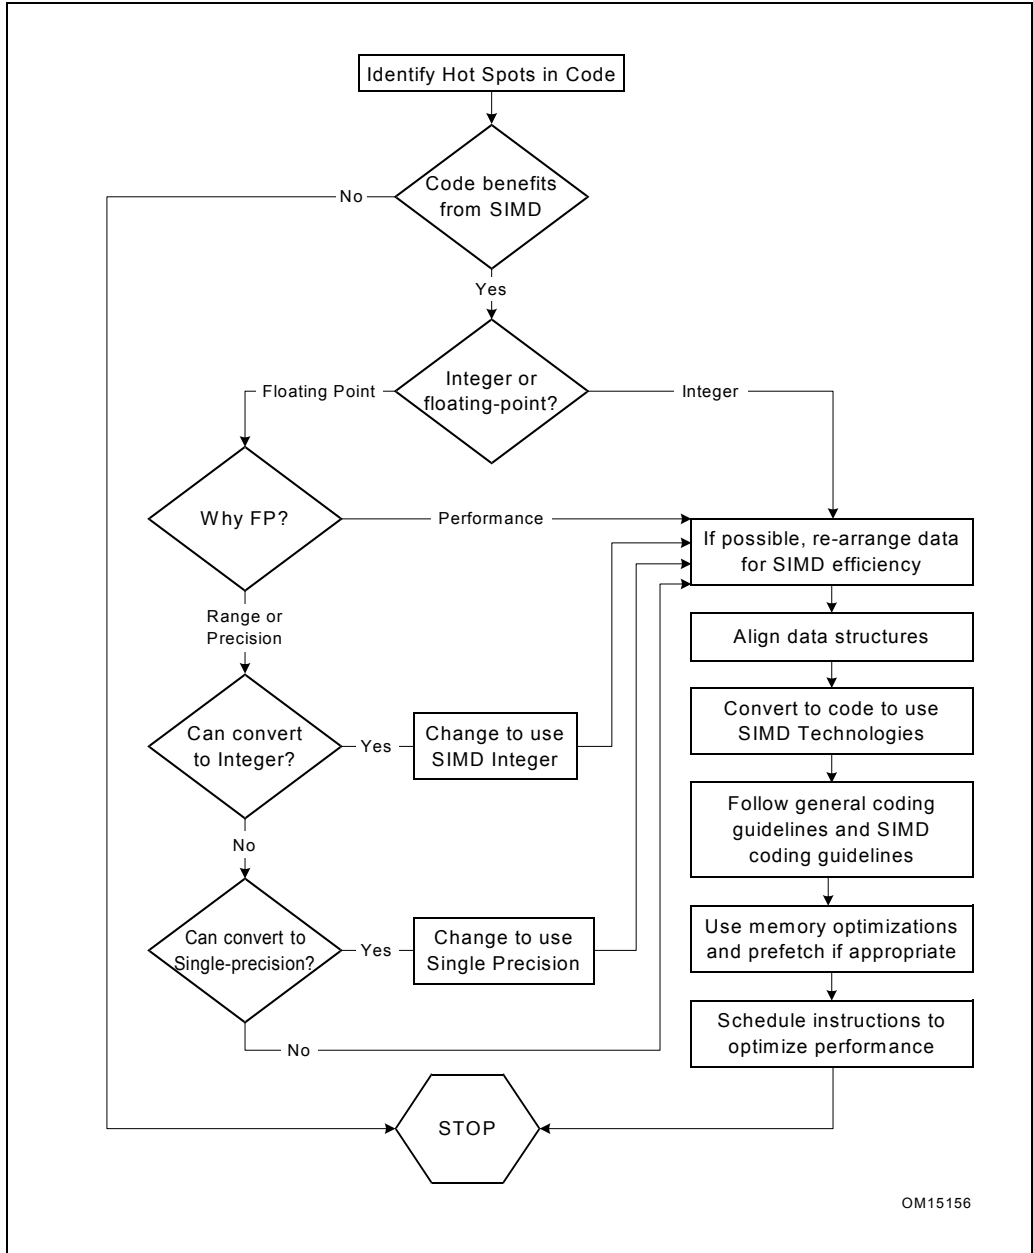 Identify Hot Spots in Code
Code benefits
from SIMD
No
Yes
Integer or
floating-point?
Floating Point
Integer
Why FP?
Performance
If possible, re-arrange data
for SIMD efficiency
Range or
Precision
Align data structures
Can convert
to Integer?
Yes
Change to use
SIMD Integer
Convert to code to use
SIMD Technologies
No
Follow general coding
guidelines and SIMD
coding guidelines
Can convert to
Single-precision?
Yes
Change to use
Single Precision
Use memory optimizations
and prefetch if appropriate
No
Schedule instructions to
optimize performance
STOP
OM15156